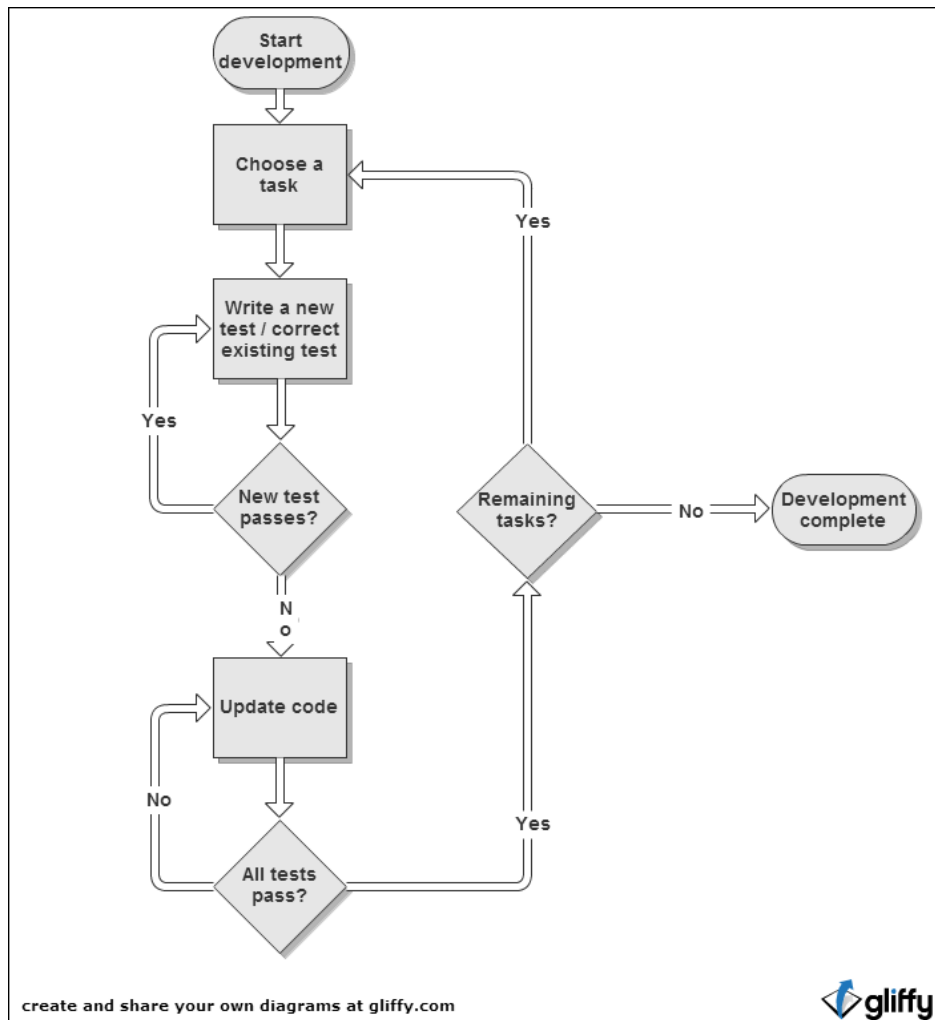 Start
development
Choose a
task
Yes
Write a new
test / correct
existing test
Yes
New test
passes?
Remaining
tasks?
No
Development
complete
N
o
Update code
No
Yes
All tests
pass?
create and share your own diagrams at gliffy.com
gliffy